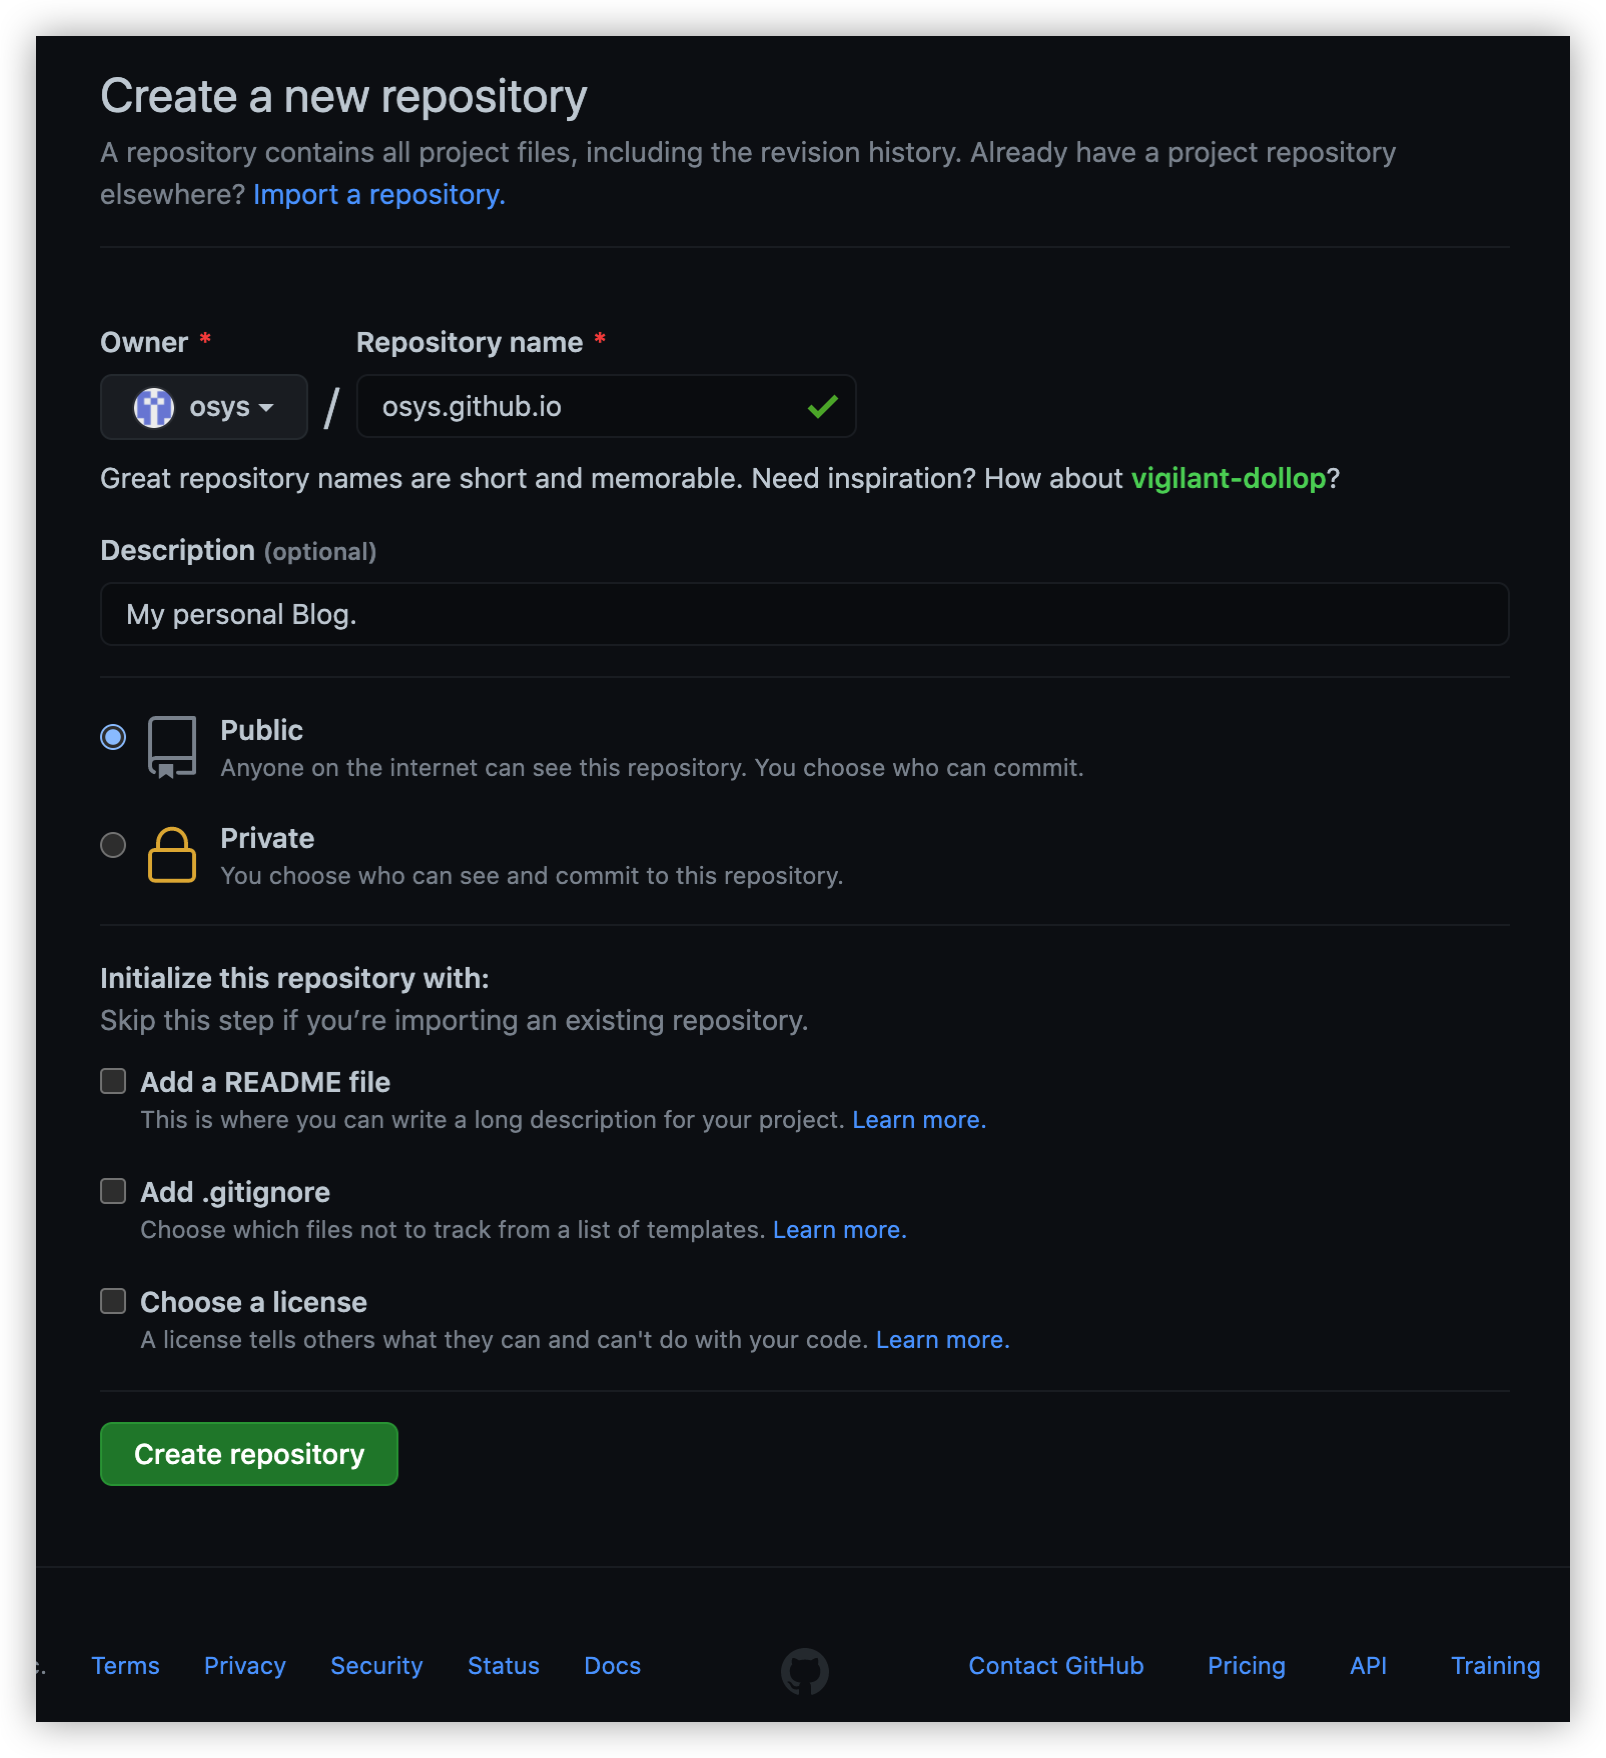 Create a new repository
A repository contains all project files, including the revision history. Already have a project repository
elsewhere? Import a repository.
Owner * Repository name *
osys / osys.github.io
Great repository names are short and memorable. Need inspiration? How about vigilant-dollop?
Description (optional)
My personal Blog.
Public
Anyone on the internet can see this repository. You choose who can commit.
Private
You choose who can see and commit to this repository.
Initialize this repository with:
Skip this step if you’re importing an existing repository.
Add a README file
This is where you can write a long description for your project. Learn more.
Add .gitignore
Choose which files not to track from a list of templates. Learn more.
Choose a license
A license tells others what they can and can't do with your code. Learn more.
Create repository
Terms Privacy Security Status Docs Contact GitHub Pricing API Training